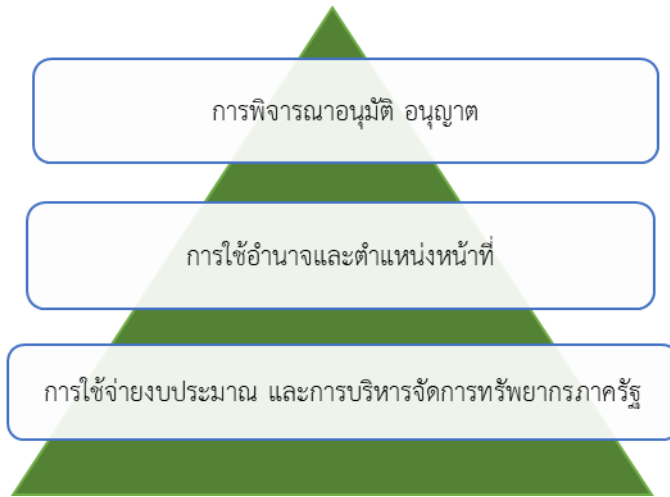 การพิจารณาอนุมัติ อนุญาต
การใช้อำนาจและตำแหน่งหน้าที่
การใช้จ่ายงบประมาณ และการบริหารจัดการทรัพยากรภาครัฐ